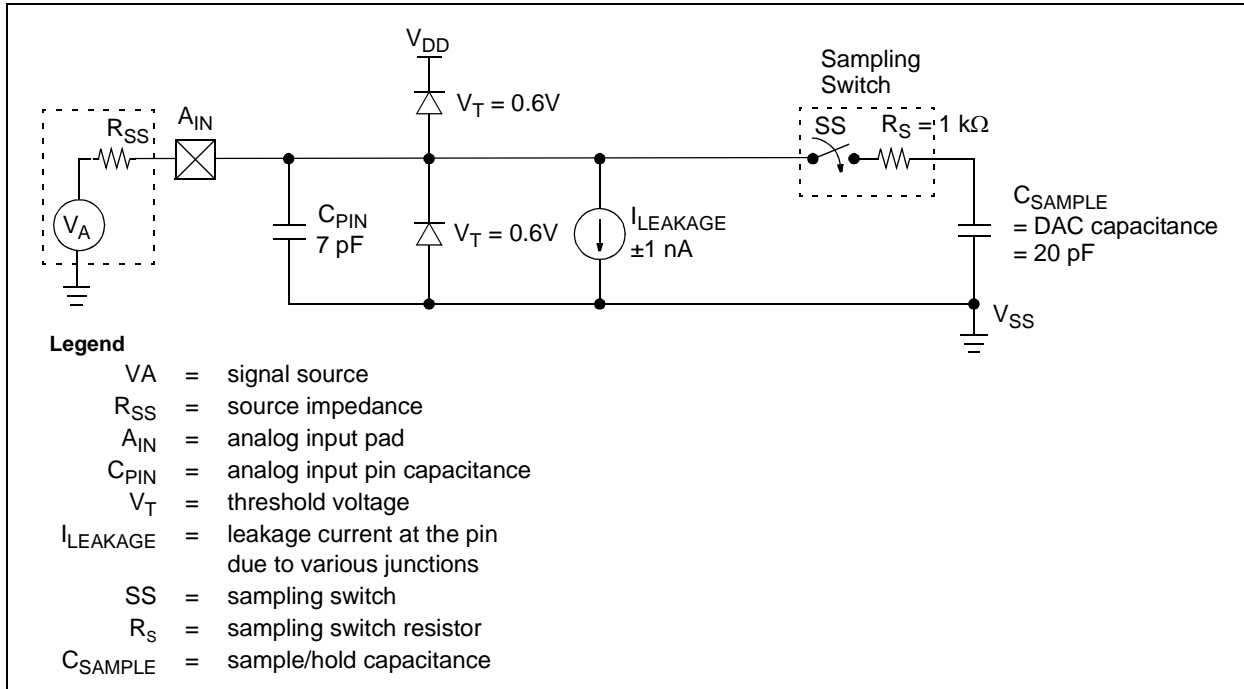 V_DD
Sampling
Switch
V_T = 0.6V
A_IN
R_SS
SS
R_S = 1 kΩ
V_A
C_PIN
7 pF
V_T = 0.6V
I_LEAKAGE
±1 nA
C_SAMPLE
= DAC capacitance
= 20 pF
V_SS
Legend
VA = signal source
R_SS = source impedance
A_IN = analog input pad
C_PIN = analog input pin capacitance
V_T = threshold voltage
I_LEAKAGE = leakage current at the pin
due to various junctions
SS = sampling switch
R_S = sampling switch resistor
C_SAMPLE = sample/hold capacitance